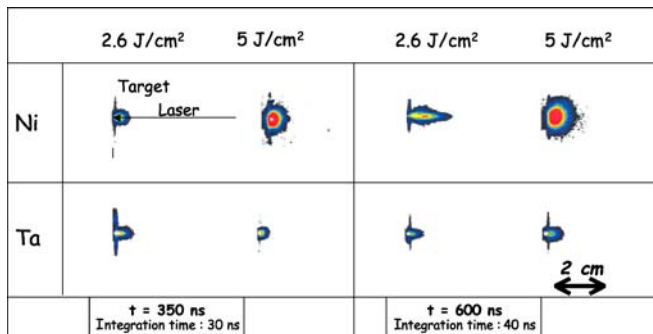 2.6 J/cm² 5 J/cm² 2.6 J/cm² 5 J/cm²
Target
Laser
Ni
Ta
2 cm
t = 350 ns t = 600 ns
Integration time : 30 ns Integration time : 40 ns